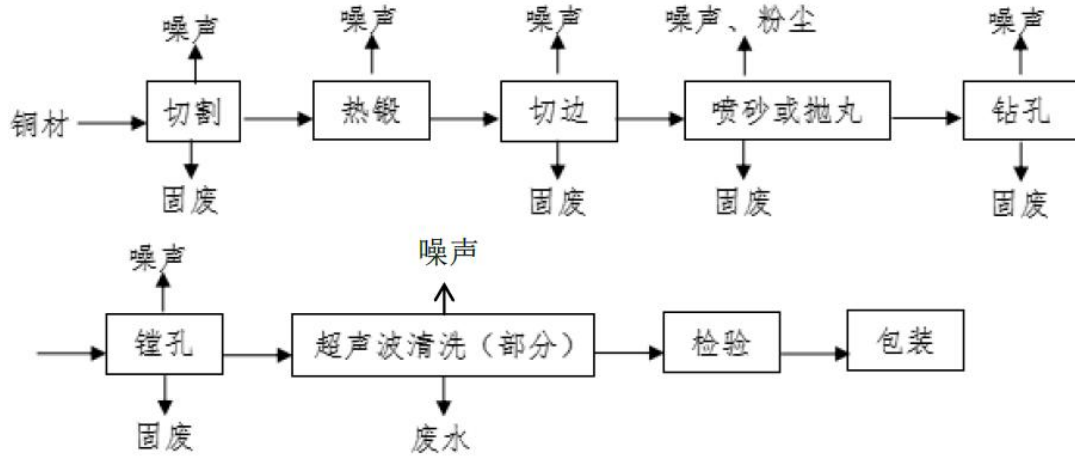 噪声 噪声 噪声 噪声、粉尘 噪声
铜材 切割 热锻 切边 喷砂或抛丸 钻孔
固废 固废 固废 固废
噪声 噪声
镗孔 超声波清洗（部分） 检验 包装
固废 废水